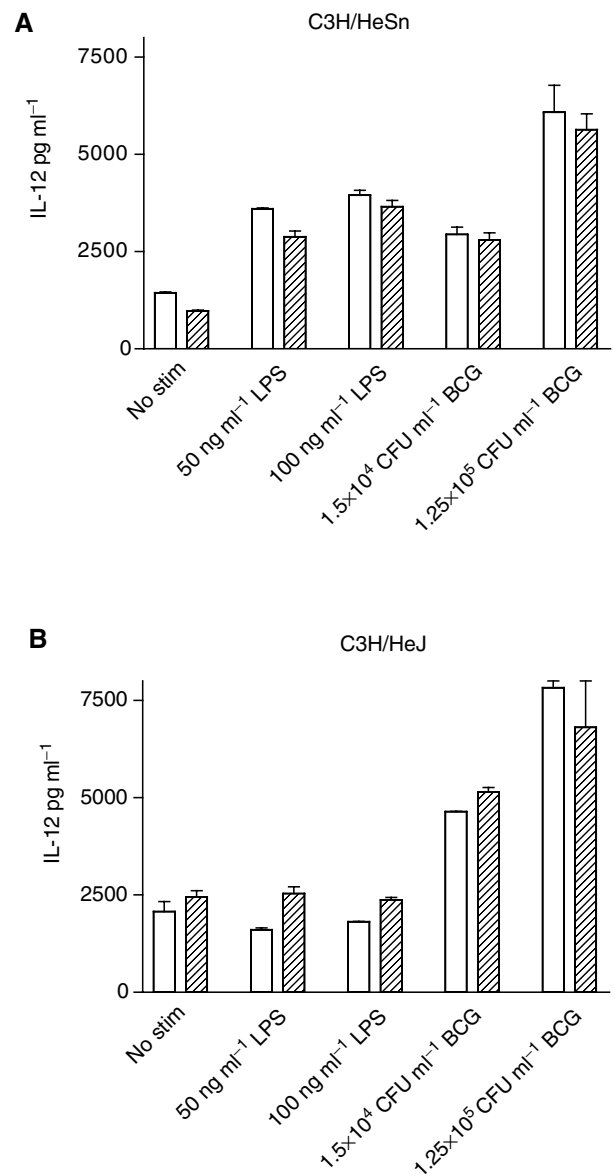 A
C3H/HeSn
IL-12 pg ml⁻¹
7500
5000
2500
0
No stim
50 ng ml⁻¹ LPS
100 ng ml⁻¹ LPS
1.5×10⁴ CFU ml⁻¹ BCG
1.25×10⁵ CFU ml⁻¹ BCG
B
C3H/HeJ
IL-12 pg ml⁻¹
7500
5000
2500
0
No stim
50 ng ml⁻¹ LPS
100 ng ml⁻¹ LPS
1.5×10⁴ CFU ml⁻¹ BCG
1.25×10⁵ CFU ml⁻¹ BCG